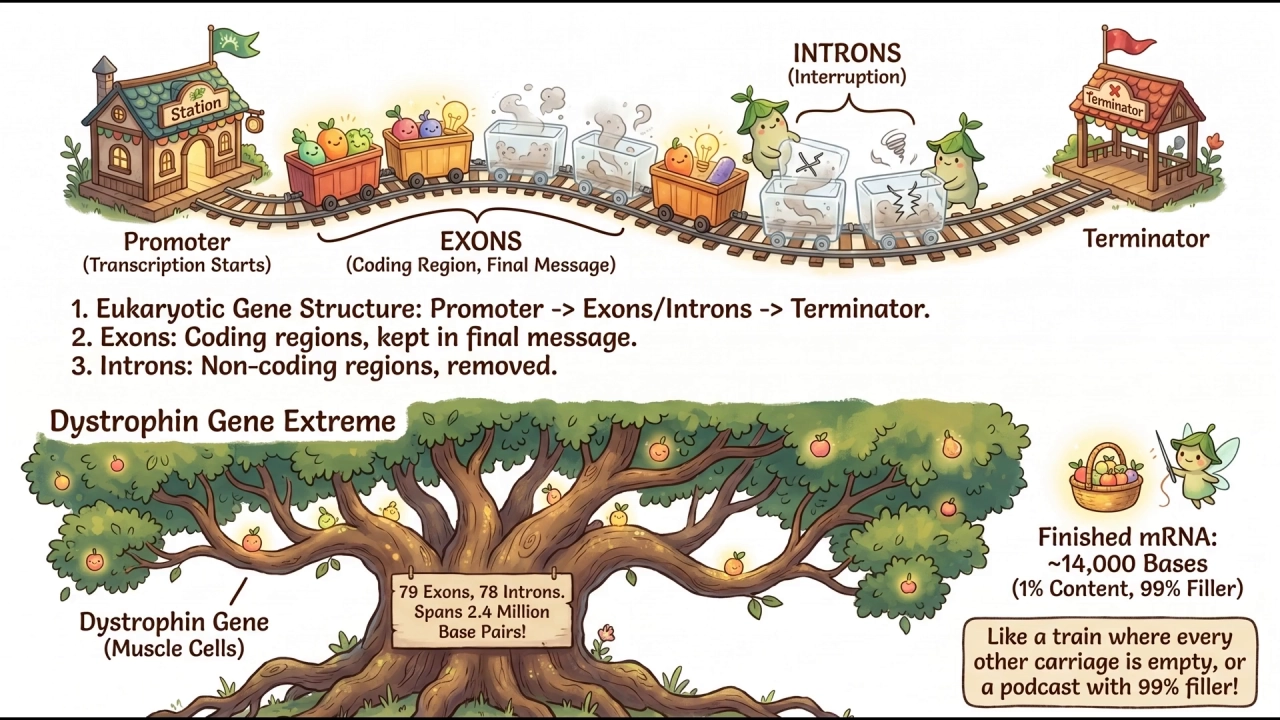 INTRONS
(Interruption)
Station
Terminator
Promoter
(Transcription Starts)
EXONS
(Coding Region, Final Message)
Terminator
1. Eukaryotic Gene Structure: Promoter -> Exons/Introns -> Terminator.
2. Exons: Coding regions, kept in final message.
3. Introns: Non-coding regions, removed.
Dystrophin Gene Extreme
79 Exons, 78 Introns.
Spans 2.4 Million
Base Pairs!
Dystrophin Gene
(Muscle Cells)
Finished mRNA:
~14,000 Bases
(1% Content, 99% Filler)
Like a train where every
other carriage is empty, or
a podcast with 99% filler!